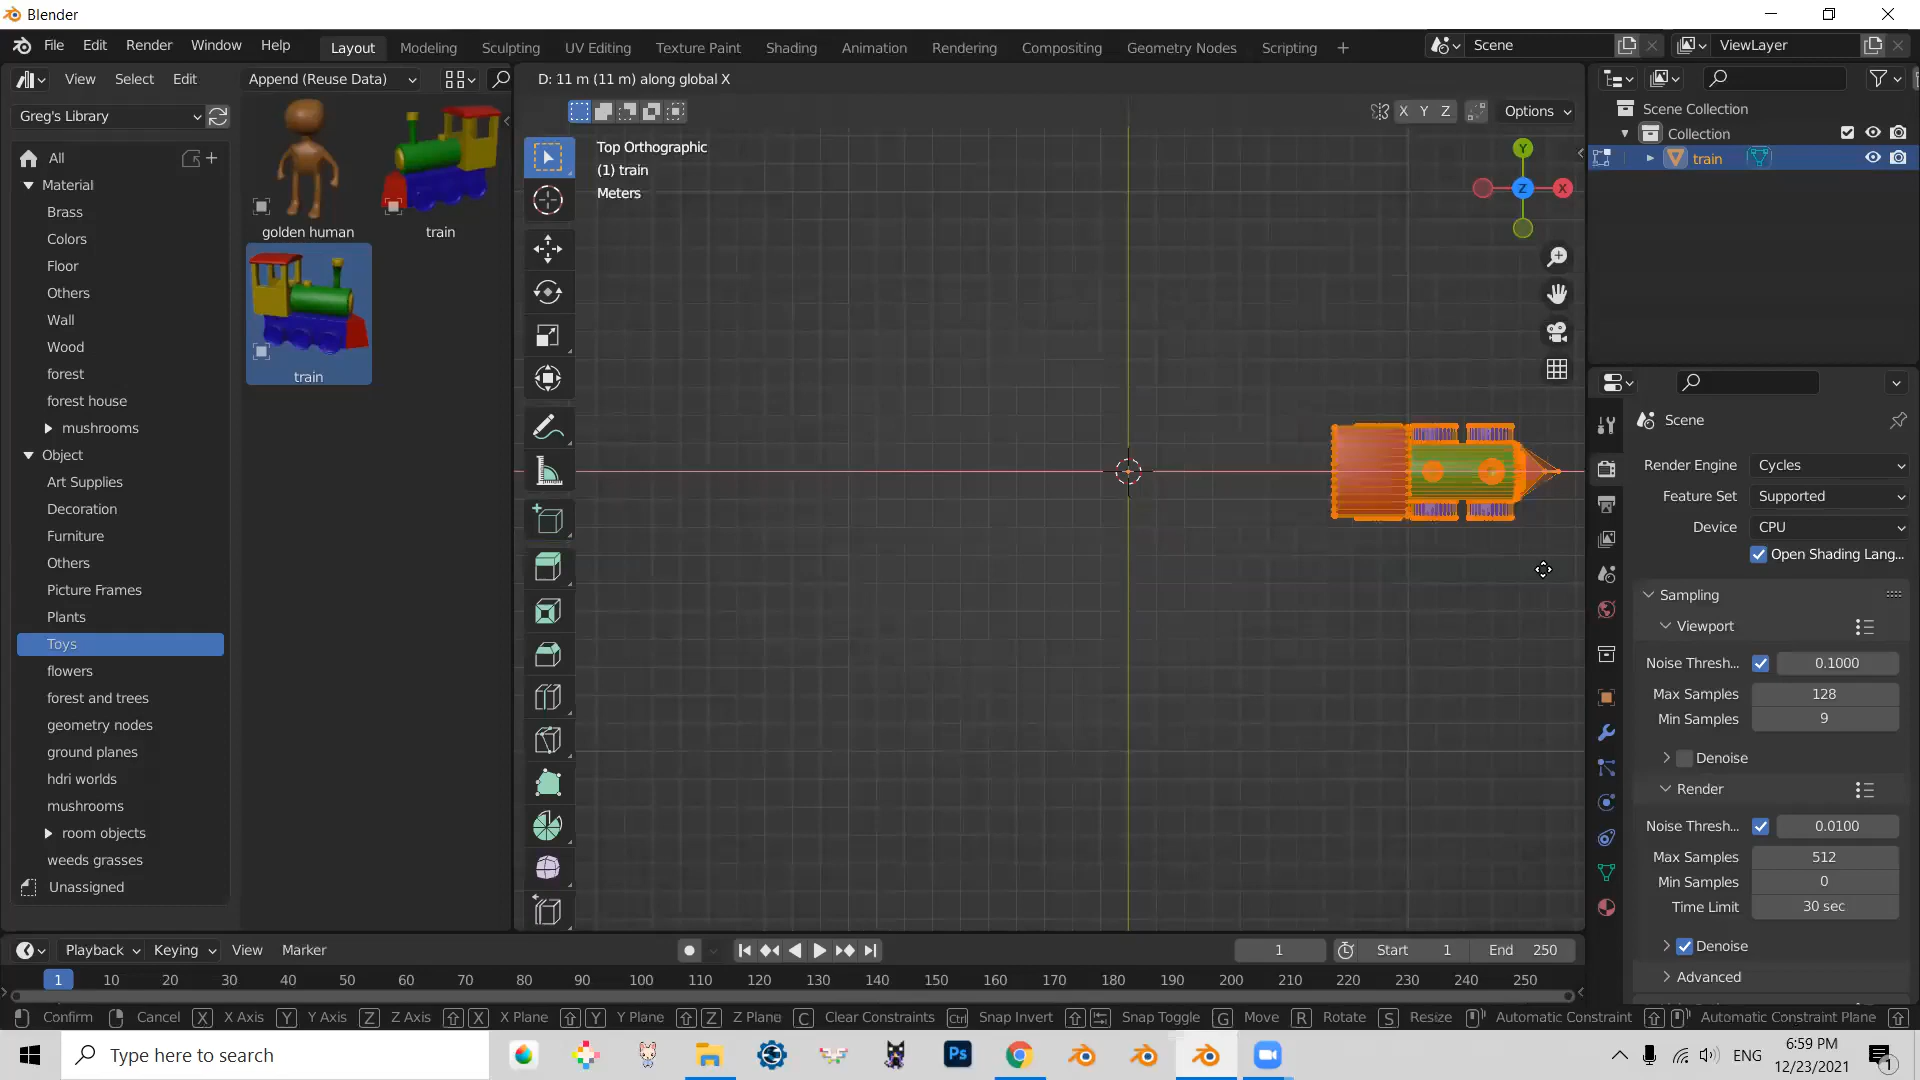 Blender
File Edit Render Window Help Layout Modeling Sculpting UV Editing Texture Paint Shading Animation Rendering Compositing Geometry Nodes Scripting + Scene ViewLayer
View Select Edit Append (Reuse Data) D: 11 m (11 m) along global X
Greg's Library X Y Z Options
All
Material
Brass
Colors
Floor
Others
Wall
Wood
forest
forest house
mushrooms
Object
Art Supplies
Decoration
Furniture
Others
Picture Frames
Plants
Toys
flowers
forest and trees
geometry nodes
ground planes
hdri worlds
mushrooms
room objects
weeds grasses
Unassigned
golden human train
train
Top Orthographic
(1) train
Meters
Y
Z X
Scene Collection
Collection
train
Scene
Render Engine Cycles
Feature Set Supported
Device CPU
Open Shading Lang...
Sampling
Viewport
Noise Thresh... 0.1000
Max Samples 128
Min Samples 9
Denoise
Render
Noise Thresh... 0.0100
Max Samples 512
Min Samples 0
Time Limit 30 sec
Denoise
Advanced
Playback Keying View Marker 1 Start 1 End 250
1 10 20 30 40 50 60 70 80 90 100 110 120 130 140 150 160 170 180 190 200 210 220 230 240 250
Confirm Cancel X X Axis Y Y Axis Z Z Axis X X Plane Y Y Plane Z Z Plane C Clear Constraints Ctrl Snap Invert Snap Toggle G Move R Rotate S Resize Automatic Constraint Automatic Constraint Plane
Type here to search Ps ENG 6:59 PM
12/23/2021 1